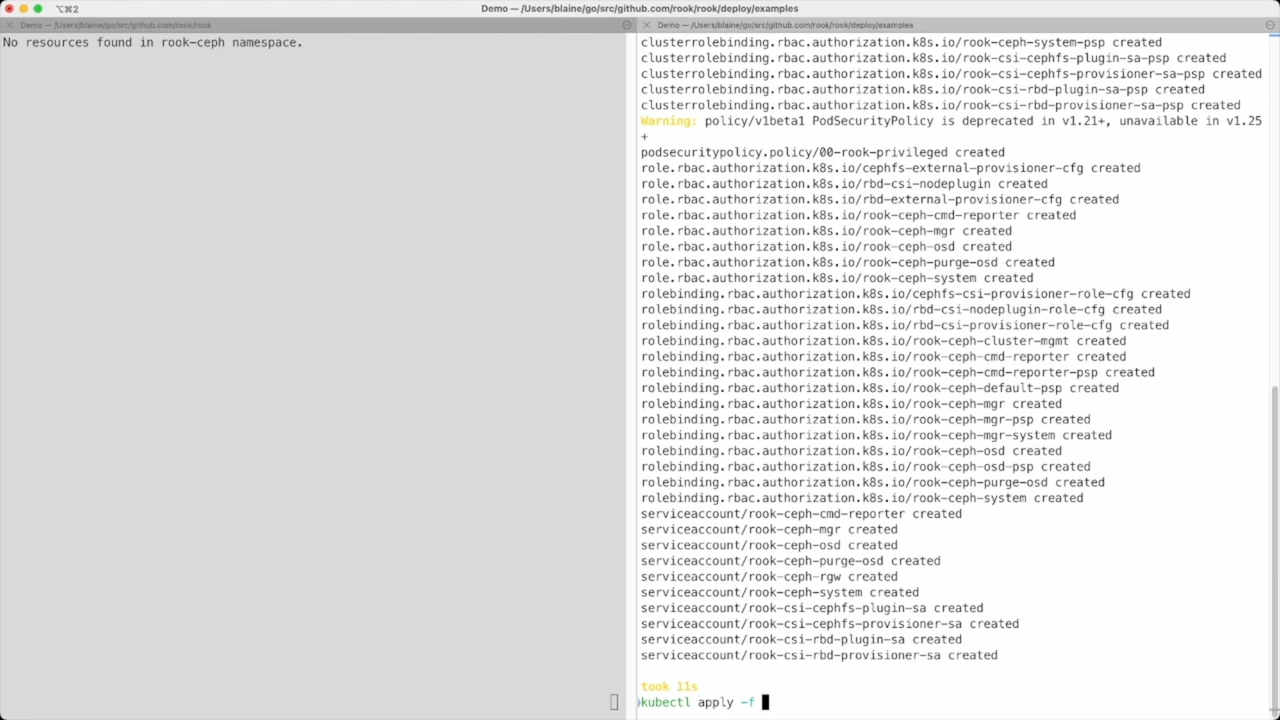 ⌥⌘2
Demo — /Users/blaine/go/src/github.com/rook/rook/deploy/examples
Demo — /Users/blaine/go/src/github.com/rook/rook
No resources found in rook-ceph namespace.
Demo — /Users/blaine/go/src/github.com/rook/rook/deploy/examples
clusterrolebinding.rbac.authorization.k8s.io/rook-ceph-system-psp created
clusterrolebinding.rbac.authorization.k8s.io/rook-csi-cephfs-plugin-sa-psp created
clusterrolebinding.rbac.authorization.k8s.io/rook-csi-cephfs-provisioner-sa-psp created
clusterrolebinding.rbac.authorization.k8s.io/rook-csi-rbd-plugin-sa-psp created
clusterrolebinding.rbac.authorization.k8s.io/rook-csi-rbd-provisioner-sa-psp created
Warning: policy/v1beta1 PodSecurityPolicy is deprecated in v1.21+, unavailable in v1.25
+
podsecuritypolicy.policy/00-rook-privileged created
role.rbac.authorization.k8s.io/cephfs-external-provisioner-cfg created
role.rbac.authorization.k8s.io/rbd-csi-nodeplugin created
role.rbac.authorization.k8s.io/rbd-external-provisioner-cfg created
role.rbac.authorization.k8s.io/rook-ceph-cmd-reporter created
role.rbac.authorization.k8s.io/rook-ceph-mgr created
role.rbac.authorization.k8s.io/rook-ceph-osd created
role.rbac.authorization.k8s.io/rook-ceph-purge-osd created
role.rbac.authorization.k8s.io/rook-ceph-system created
rolebinding.rbac.authorization.k8s.io/cephfs-csi-provisioner-role-cfg created
rolebinding.rbac.authorization.k8s.io/rbd-csi-nodeplugin-role-cfg created
rolebinding.rbac.authorization.k8s.io/rbd-csi-provisioner-role-cfg created
rolebinding.rbac.authorization.k8s.io/rook-ceph-cluster-mgmt created
rolebinding.rbac.authorization.k8s.io/rook-ceph-cmd-reporter created
rolebinding.rbac.authorization.k8s.io/rook-ceph-cmd-reporter-psp created
rolebinding.rbac.authorization.k8s.io/rook-ceph-default-psp created
rolebinding.rbac.authorization.k8s.io/rook-ceph-mgr created
rolebinding.rbac.authorization.k8s.io/rook-ceph-mgr-psp created
rolebinding.rbac.authorization.k8s.io/rook-ceph-mgr-system created
rolebinding.rbac.authorization.k8s.io/rook-ceph-osd created
rolebinding.rbac.authorization.k8s.io/rook-ceph-osd-psp created
rolebinding.rbac.authorization.k8s.io/rook-ceph-purge-osd created
rolebinding.rbac.authorization.k8s.io/rook-ceph-system created
serviceaccount/rook-ceph-cmd-reporter created
serviceaccount/rook-ceph-mgr created
serviceaccount/rook-ceph-osd created
serviceaccount/rook-ceph-purge-osd created
serviceaccount/rook-ceph-rgw created
serviceaccount/rook-ceph-system created
serviceaccount/rook-csi-cephfs-plugin-sa created
serviceaccount/rook-csi-cephfs-provisioner-sa created
serviceaccount/rook-csi-rbd-plugin-sa created
serviceaccount/rook-csi-rbd-provisioner-sa created
took 11s
❯kubectl apply -f